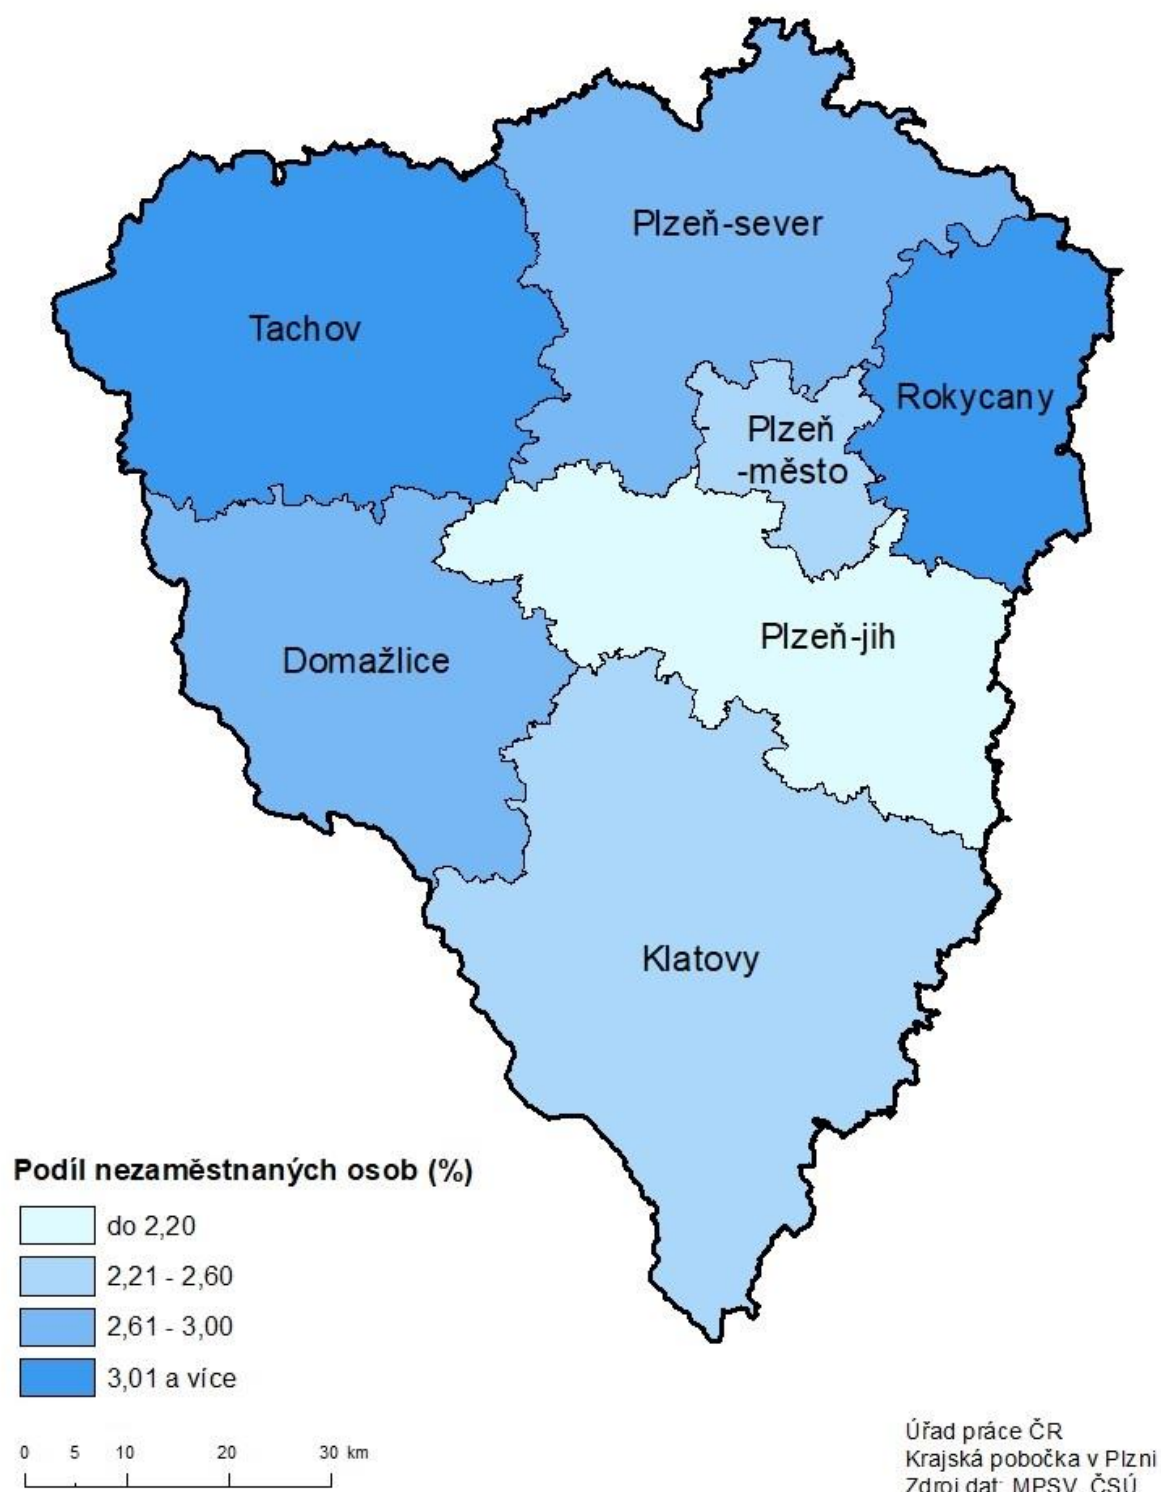 Plzeň-sever
Tachov
Rokycany
Plzeň
-město
Plzeň-jih
Domažlice
Klatovy
Podíl nezaměstnaných osob (%)
do 2,20
2,21 - 2,60
2,61 - 3,00
3,01 a více
0 5 10 20 30 km
Úřad práce ČR
Krajská pobočka v Plzni
Zdroj dat: MPSV, ČSÚ